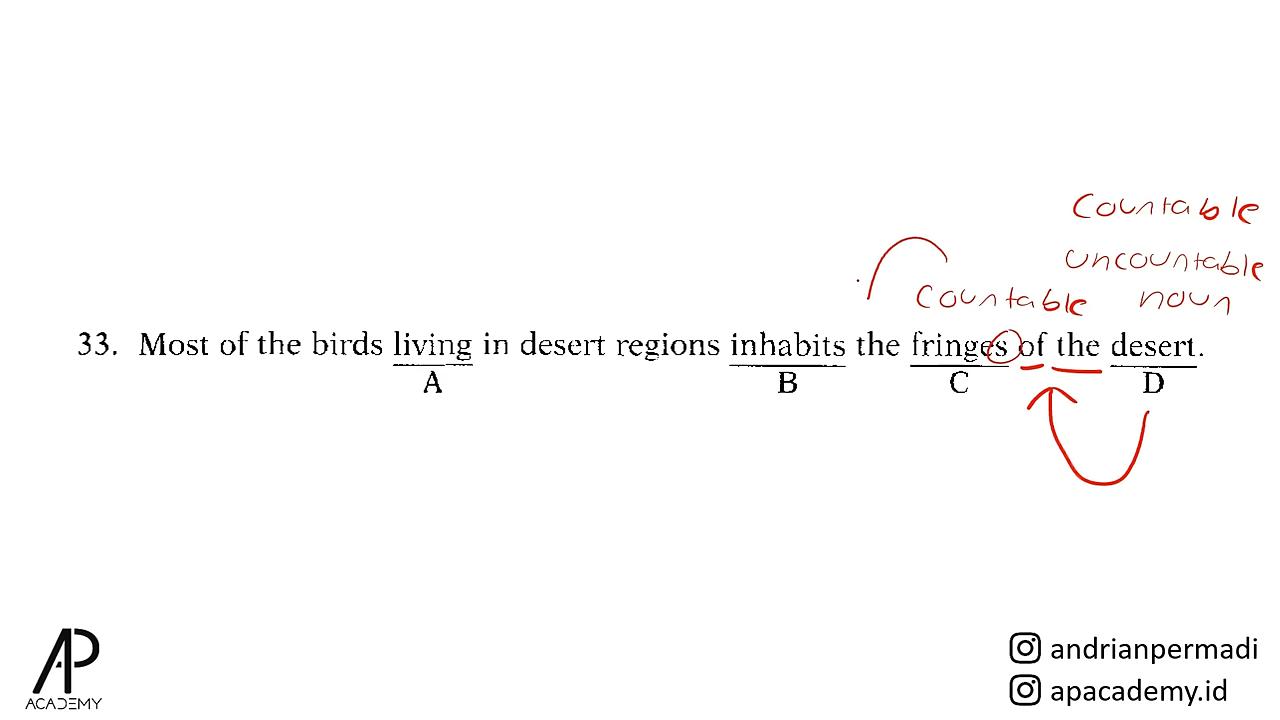 Countable
uncountable
Countable noun
33. Most of the birds living in desert regions inhabits the fringes of the desert.
A B C D
AP
ACADEMY
andrianpermadi
apacademy.id